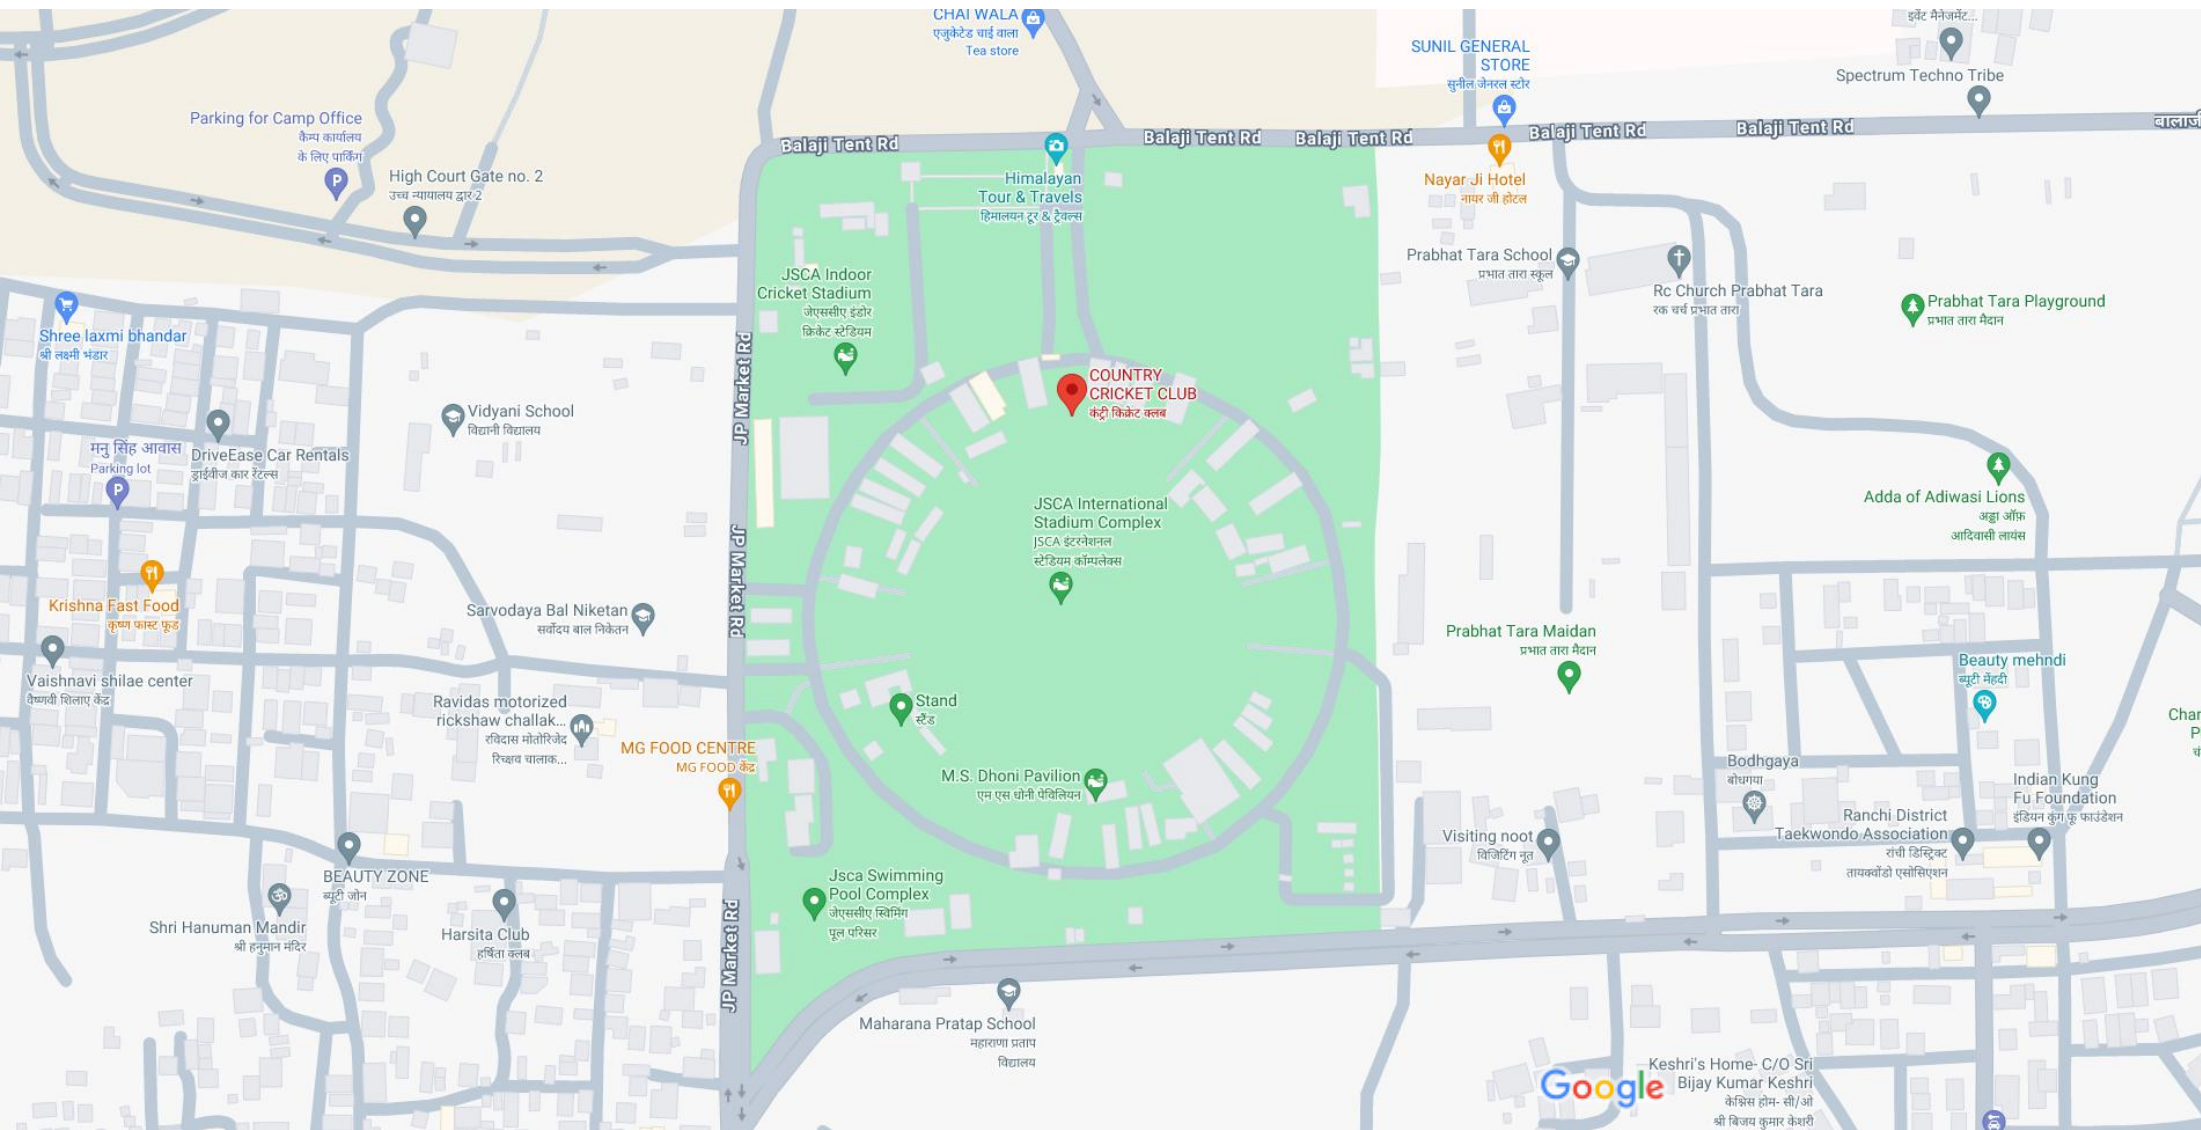 CHAI WALA
एजुकेटेड चाई वाला
Tea store
SUNIL GENERAL
STORE
सुनील जेनरल स्टोर
इवेंट मैनेजमेंट...
Spectrum Techno Tribe
Parking for Camp Office
कैम्प कार्यालय
के लिए पार्किंग
P
High Court Gate no. 2
उच्च न्यायालय द्वार 2
Balaji Tent Rd
Balaji Tent Rd
Balaji Tent Rd
Balaji Tent Rd
Balaji Tent Rd
Himalayan
Tour & Travels
हिमालयन टूर & ट्रैवल्स
Nayar Ji Hotel
नायर जी होटल
Prabhat Tara School
प्रभात तारा स्कूल
Rc Church Prabhat Tara
रक चर्च प्रभात तारा
Prabhat Tara Playground
प्रभात तारा मैदान
JSCA Indoor
Cricket Stadium
जेएससीए इंडोर
क्रिकेट स्टेडियम
Shree laxmi bhandar
श्री लक्ष्मी भंडार
JP Market Rd
COUNTRY
CRICKET CLUB
कंट्री क्रिकेट क्लब
Vidyani School
विद्यानी विद्यालय
मनु सिंह आवास
Parking lot
P
DriveEase Car Rentals
ड्राईवीज कार रेंटल्स
Adda of Adiwasi Lions
अड्डा ऑफ़
आदिवासी लायंस
JSCA International
Stadium Complex
JSCA इंटरनेशनल
स्टेडियम कॉम्पलेक्स
JP Market Rd
Krishna Fast Food
कृष्ण फास्ट फूड
Sarvodaya Bal Niketan
सर्वोदय बाल निकेतन
Prabhat Tara Maidan
प्रभात तारा मैदान
Beauty mehndi
ब्यूटी मेंहदी
Vaishnavi shilae center
वैष्णवी शिलाए केंद्र
Ravidas motorized
rickshaw challak...
रविदास मोतोरिजेद
रिच्क्षव चालाक...
Stand
स्टैंड
MG FOOD CENTRE
MG FOOD केंद्र
M.S. Dhoni Pavilion
एम एस धोनी पेविलियन
Bodhgaya
बोधगया
Indian Kung
Fu Foundation
इंडियन कुंग फू फाउंडेशन
Ranchi District
Taekwondo Association
रांची डिस्ट्रिक्ट
तायक्वोंडो एसोसिएशन
Visiting noot
विजिटिंग नूत
BEAUTY ZONE
ब्यूटी जोन
Jsca Swimming
Pool Complex
जेएससीए स्विमिंग
पूल परिसर
Shri Hanuman Mandir
श्री हनुमान मंदिर
Harsita Club
हर्षिता क्लब
JP Market Rd
Maharana Pratap School
महाराणा प्रताप
विद्यालय
Google
Keshri's Home- C/O Sri
Bijay Kumar Keshri
केश्रिस होम- सी/ओ
श्री बिजय कुमार केशरी